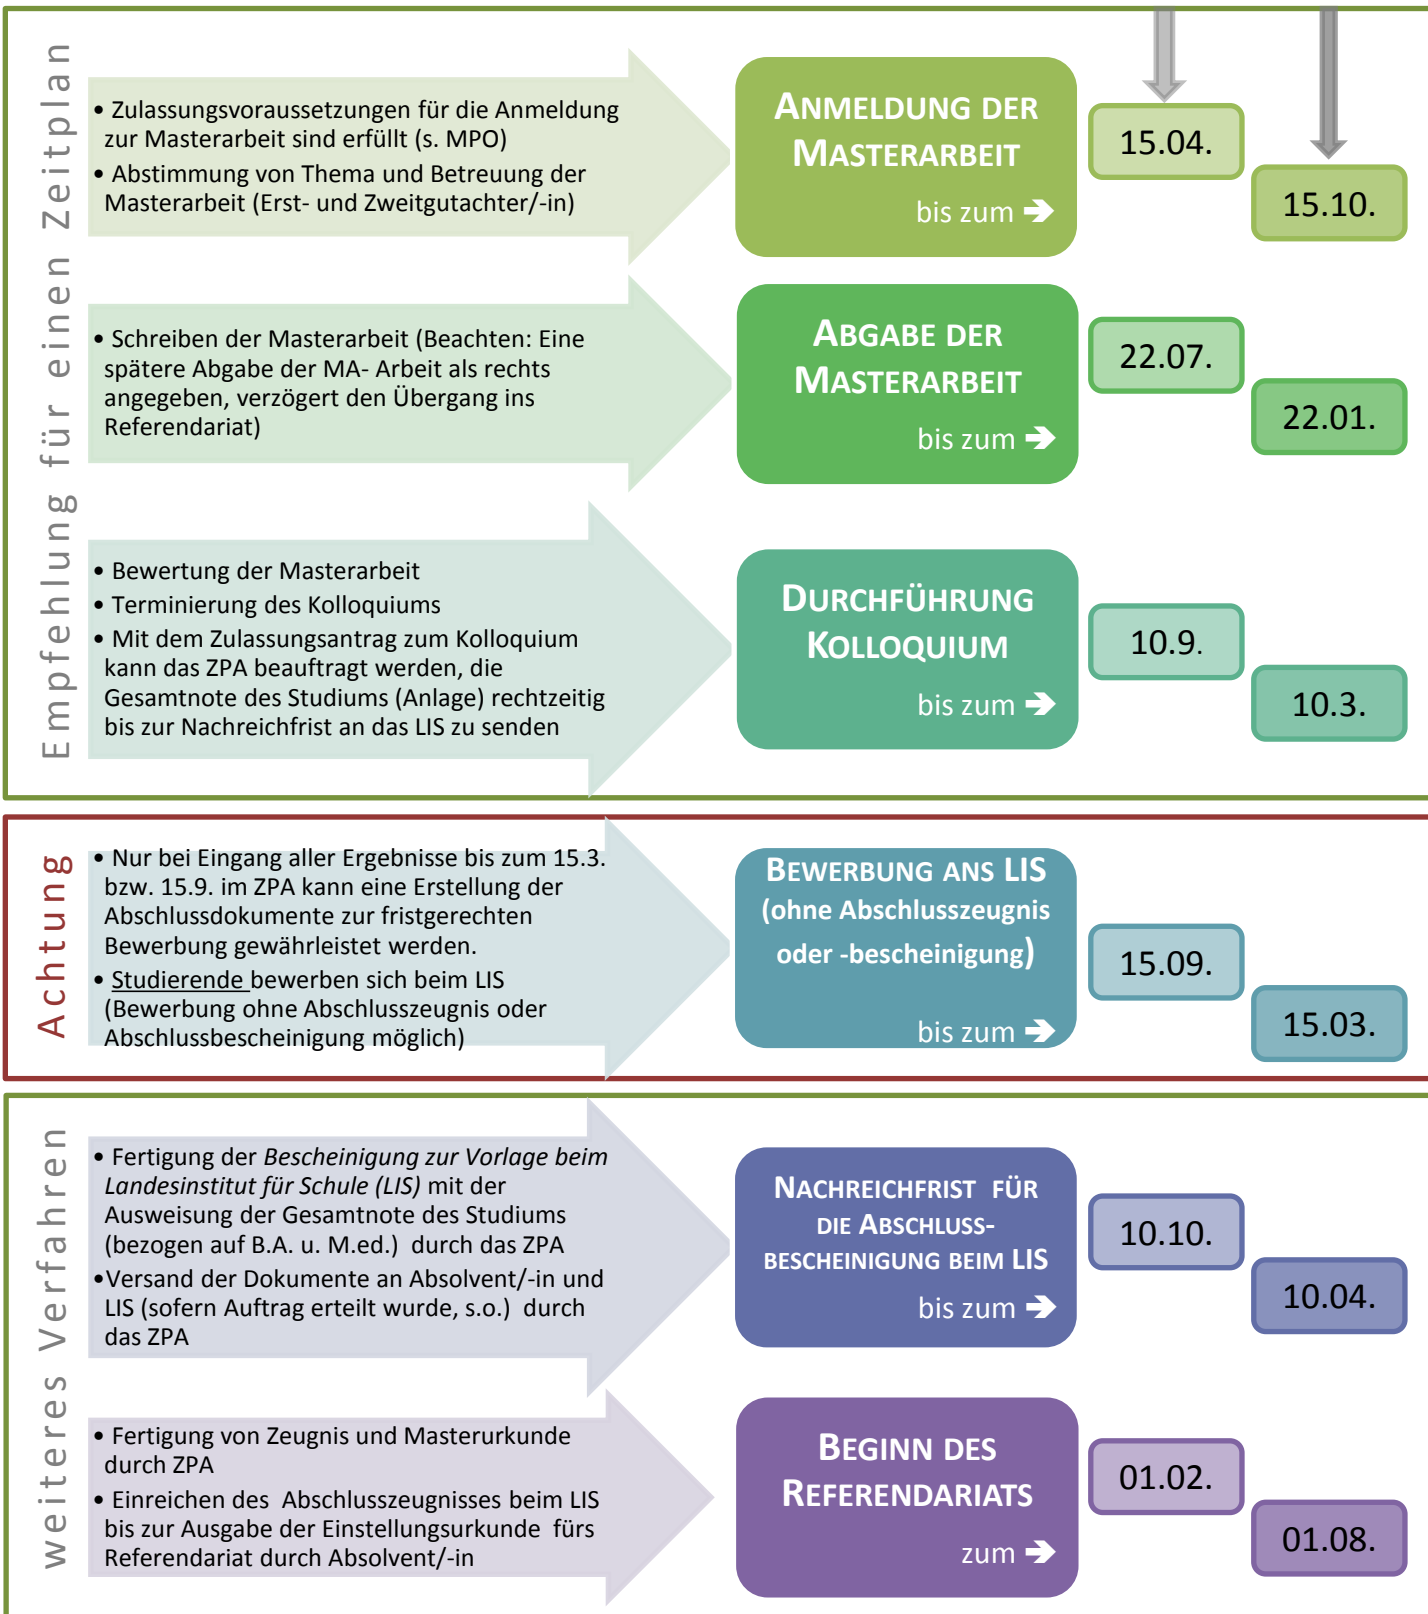 Empfehlung für einen Zeitplan
• Zulassungsvoraussetzungen für die Anmeldung
zur Masterarbeit sind erfüllt (s. MPO)
• Abstimmung von Thema und Betreuung der
Masterarbeit (Erst- und Zweitgutachter/-in)
ANMELDUNG DER
MASTERARBEIT
bis zum ➔
15.04.
15.10.
• Schreiben der Masterarbeit (Beachten: Eine
spätere Abgabe der MA- Arbeit als rechts
angegeben, verzögert den Übergang ins
Referendariat)
ABGABE DER
MASTERARBEIT
bis zum ➔
22.07.
22.01.
• Bewertung der Masterarbeit
• Terminierung des Kolloquiums
• Mit dem Zulassungsantrag zum Kolloquium
kann das ZPA beauftragt werden, die
Gesamtnote des Studiums (Anlage) rechtzeitig
bis zur Nachreichfrist an das LIS zu senden
DURCHFÜHRUNG
KOLLOQUIUM
bis zum ➔
10.9.
10.3.
Achtung
• Nur bei Eingang aller Ergebnisse bis zum 15.3.
bzw. 15.9. im ZPA kann eine Erstellung der
Abschlussdokumente zur fristgerechten
Bewerbung gewährleistet werden.
• Studierende bewerben sich beim LIS
(Bewerbung ohne Abschlusszeugnis oder
Abschlussbescheinigung möglich)
BEWERBUNG ANS LIS
(ohne Abschlusszeugnis
oder -bescheinigung)
bis zum ➔
15.09.
15.03.
weiteres Verfahren
• Fertigung der Bescheinigung zur Vorlage beim
Landesinstitut für Schule (LIS) mit der
Ausweisung der Gesamtnote des Studiums
(bezogen auf B.A. u. M.ed.) durch das ZPA
•Versand der Dokumente an Absolvent/-in und
LIS (sofern Auftrag erteilt wurde, s.o.) durch
das ZPA
NACHREICHFRIST FÜR
DIE ABSCHLUSS-
BESCHEINIGUNG BEIM LIS
bis zum ➔
10.10.
10.04.
• Fertigung von Zeugnis und Masterurkunde
durch ZPA
• Einreichen des Abschlusszeugnisses beim LIS
bis zur Ausgabe der Einstellungsurkunde fürs
Referendariat durch Absolvent/-in
BEGINN DES
REFERENDARIATS
zum ➔
01.02.
01.08.